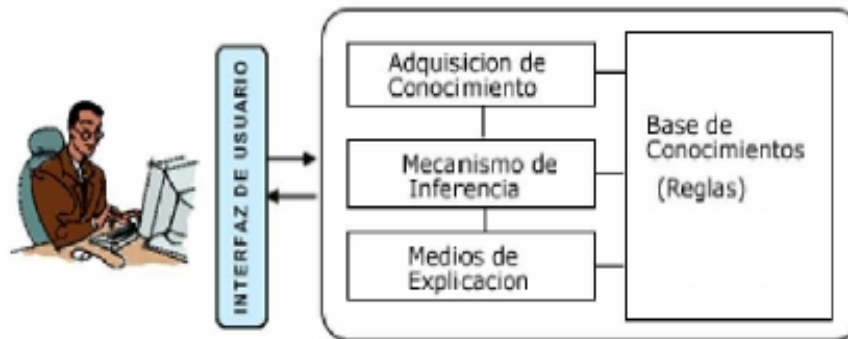 INTERFAZ DE USUARIO
Adquisicion de
Conocimiento
Mecanismo de
Inferencia
Medios de
Explicacion
Base de
Conocimientos
(Reglas)